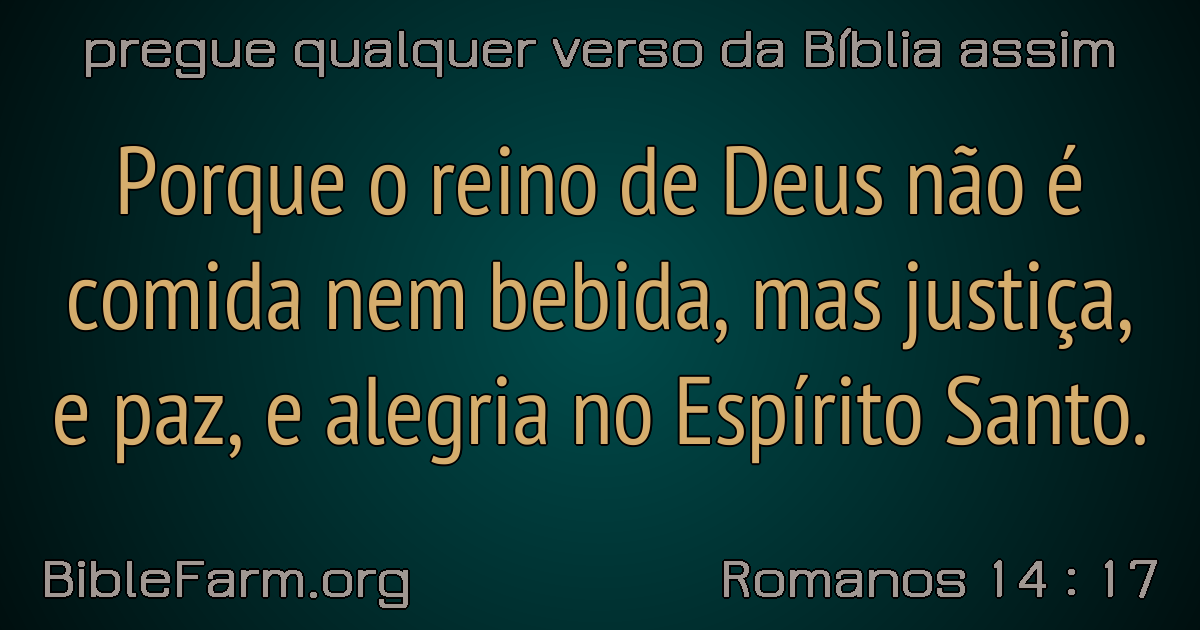 pregue qualquer verso da Bíblia assim
Porque o reino de Deus não é
comida nem bebida, mas justiça,
e paz, e alegria no Espírito Santo.
BibleFarm.org
Romanos 14 : 17